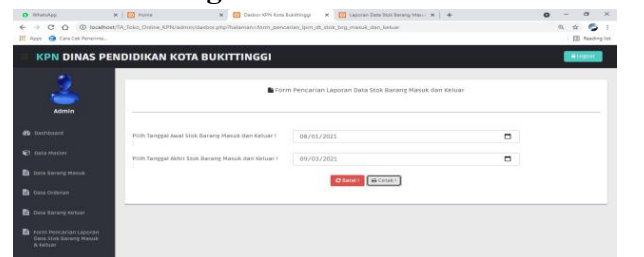 WhatsApp
Home
Dasbor KPN Kota Bukittinggi
Laporan Data Stok Barang Masuk
localhost/TA_Toko_Online_KPN/admin/dasbor.php?halaman=form_pencarian_lpirn_dt_stok_brg_masuk_dan_keluar
Apps
Cara Cek Penerima...
Reading list
KPN DINAS PENDIDIKAN KOTA BUKITTINGGI
Logout
Admin
Form Pencarian Laporan Data Stok Barang Masuk dan Keluar
Dashboard
Data Master
Data Barang Masuk
Data Orderan
Data Barang Keluar
Form Pencarian Laporan
Data Stok Barang Masuk
& Keluar
Pilih Tanggal Awal Stok Barang Masuk dan Keluar !
:
08/01/2021
Pilih Tanggal Akhir Stok Barang Masuk dan Keluar !
:
09/03/2021
Batal !
Cetak !